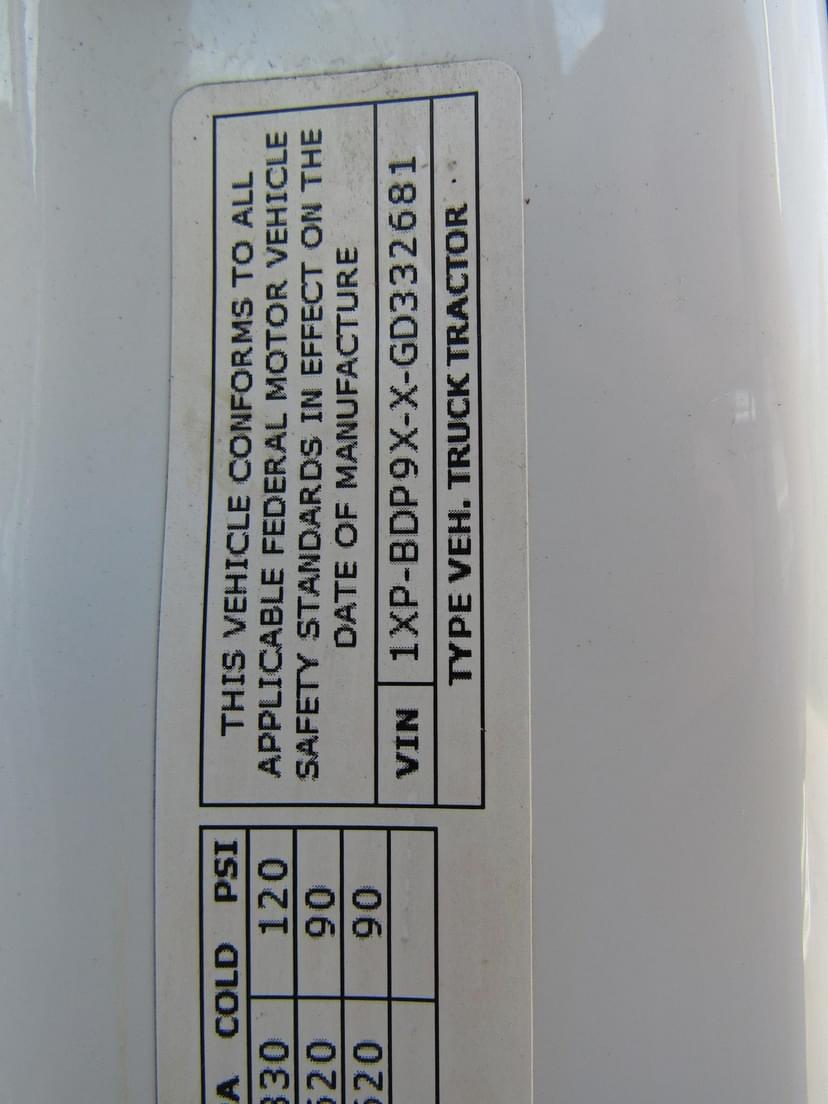 THIS VEHICLE CONFORMS TO ALL
APPLICABLE FEDERAL MOTOR VEHICLE
SAFETY STANDARDS IN EFFECT ON THE
DATE OF MANUFACTURE
VIN 1XP-BDP9X-X-GD332681
TYPE VEH. TRUCK TRACTOR
COLD PSI
120
90
90